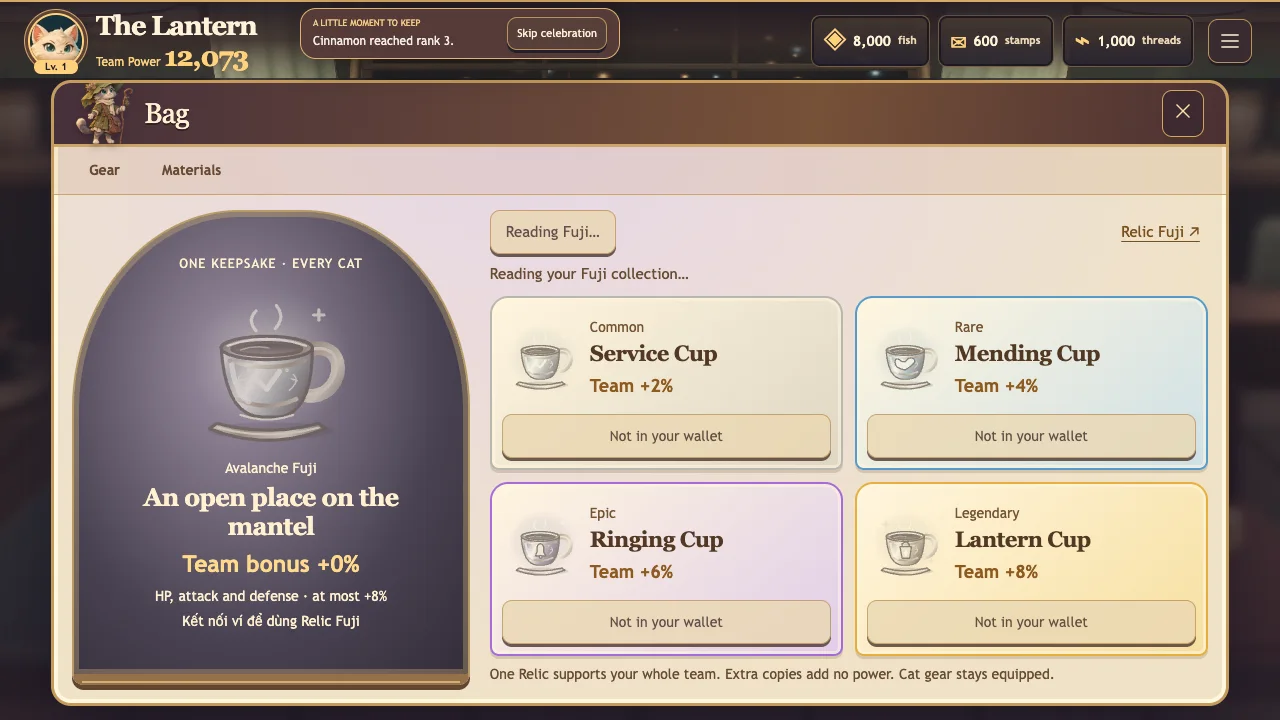 The Lantern
Team Power 12,073
Lv. 1
A LITTLE MOMENT TO KEEP
Cinnamon reached rank 3.
Skip celebration
8,000 fish
600 stamps
1,000 threads
Bag
Gear
Materials
ONE KEEPSAKE · EVERY CAT
Avalanche Fuji
An open place on the
mantel
Team bonus +0%
HP, attack and defense · at most +8%
Kết nối ví để dùng Relic Fuji
Reading Fuji...
Relic Fuji ↗
Reading your Fuji collection...
Common
Service Cup
Team +2%
Not in your wallet
Rare
Mending Cup
Team +4%
Not in your wallet
Epic
Ringing Cup
Team +6%
Not in your wallet
Legendary
Lantern Cup
Team +8%
Not in your wallet
One Relic supports your whole team. Extra copies add no power. Cat gear stays equipped.